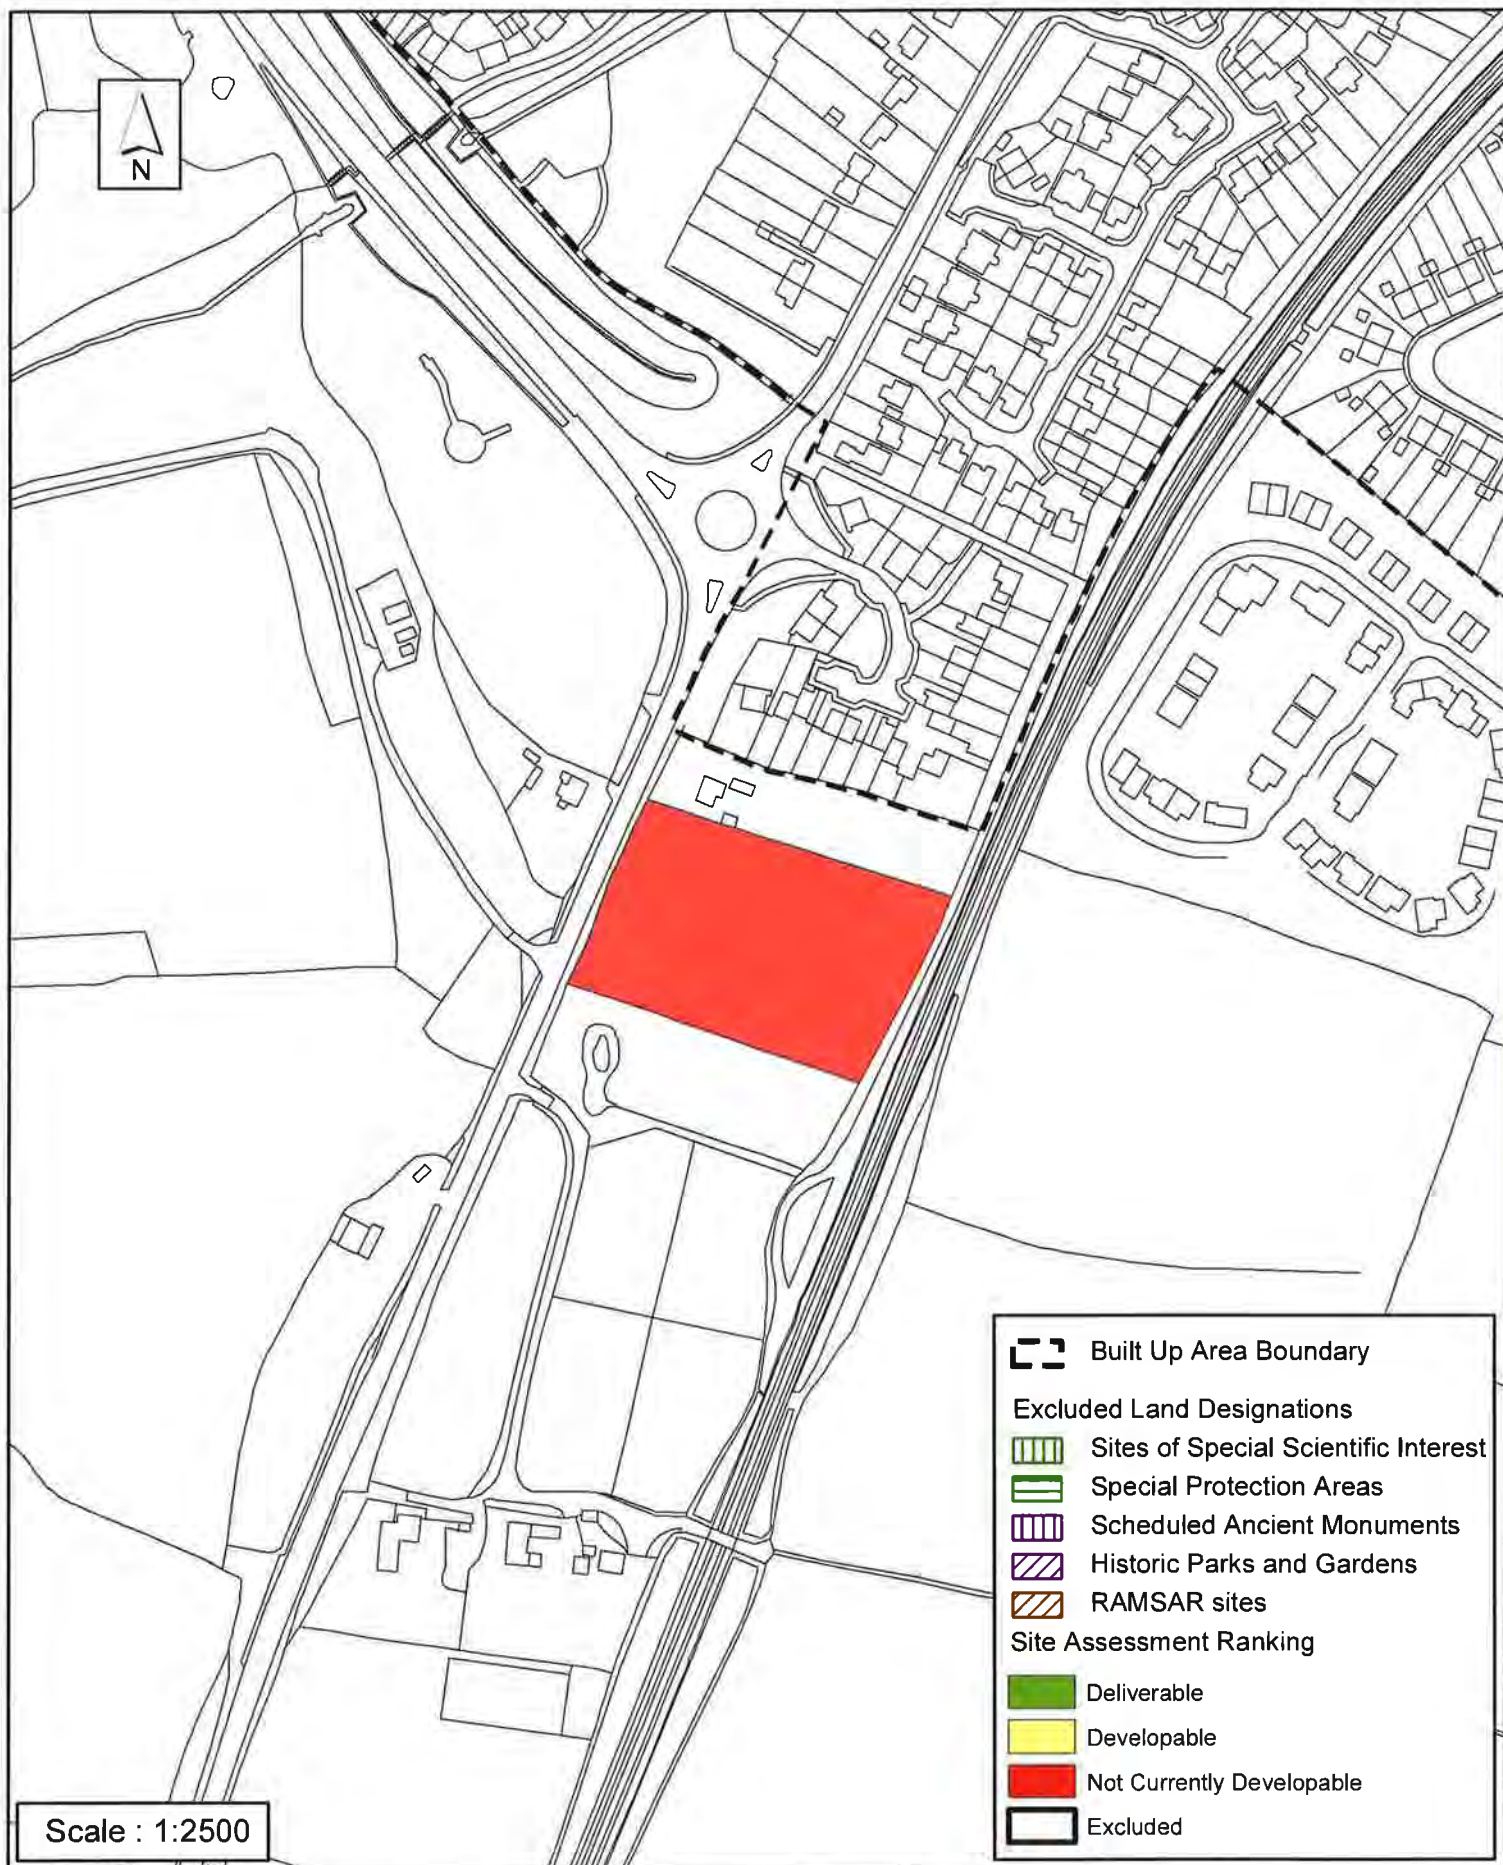 N
Built Up Area Boundary
Excluded Land Designations
Sites of Special Scientific Interest
Special Protection Areas
Scheduled Ancient Monuments
Historic Parks and Gardens
RAMSAR sites
Site Assessment Ranking
Deliverable
Developable
Not Currently Developable
Excluded
Scale : 1:2500